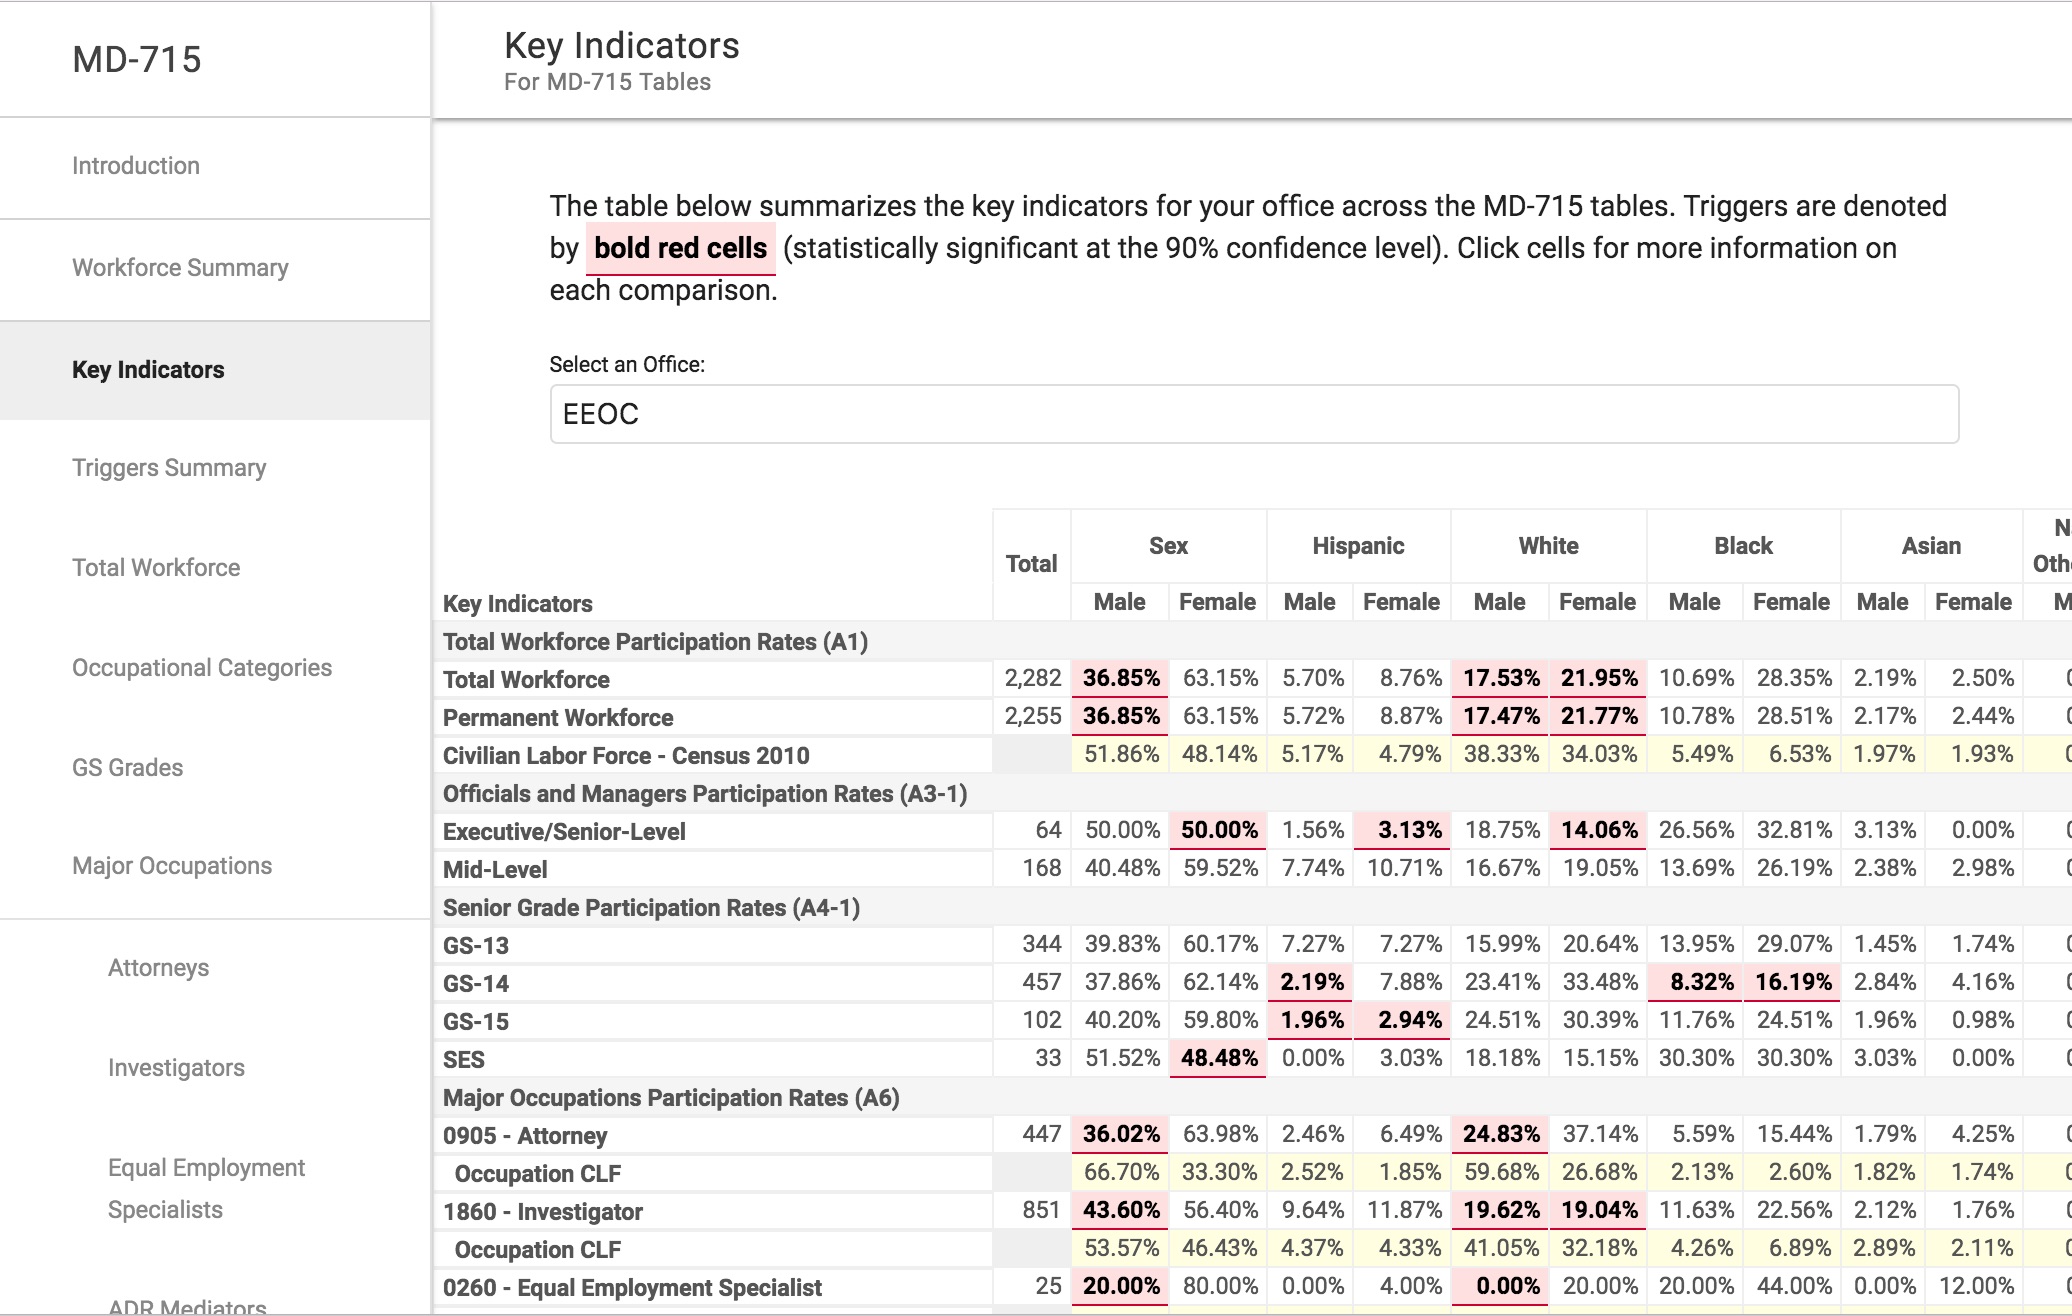 MD-715
Key Indicators
For MD-715 Tables
Introduction
Workforce Summary
Key Indicators
Triggers Summary
Total Workforce
Occupational Categories
GS Grades
Major Occupations
Attorneys
Investigators
Equal Employment
Specialists
ADR Mediators
The table below summarizes the key indicators for your office across the MD-715 tables. Triggers are denoted
by bold red cells (statistically significant at the 90% confidence level). Click cells for more information on
each comparison.
Select an Office:
EEOC
Key Indicators Total Sex Hispanic White Black Asian
Male Female Male Female Male Female Male Female Male Female
Total Workforce Participation Rates (A1)
Total Workforce 2,282 36.85% 63.15% 5.70% 8.76% 17.53% 21.95% 10.69% 28.35% 2.19% 2.50%
Permanent Workforce 2,255 36.85% 63.15% 5.72% 8.87% 17.47% 21.77% 10.78% 28.51% 2.17% 2.44%
Civilian Labor Force - Census 2010 51.86% 48.14% 5.17% 4.79% 38.33% 34.03% 5.49% 6.53% 1.97% 1.93%
Officials and Managers Participation Rates (A3-1)
Executive/Senior-Level 64 50.00% 50.00% 1.56% 3.13% 18.75% 14.06% 26.56% 32.81% 3.13% 0.00%
Mid-Level 168 40.48% 59.52% 7.74% 10.71% 16.67% 19.05% 13.69% 26.19% 2.38% 2.98%
Senior Grade Participation Rates (A4-1)
GS-13 344 39.83% 60.17% 7.27% 7.27% 15.99% 20.64% 13.95% 29.07% 1.45% 1.74%
GS-14 457 37.86% 62.14% 2.19% 7.88% 23.41% 33.48% 8.32% 16.19% 2.84% 4.16%
GS-15 102 40.20% 59.80% 1.96% 2.94% 24.51% 30.39% 11.76% 24.51% 1.96% 0.98%
SES 33 51.52% 48.48% 0.00% 3.03% 18.18% 15.15% 30.30% 30.30% 3.03% 0.00%
Major Occupations Participation Rates (A6)
0905 - Attorney 447 36.02% 63.98% 2.46% 6.49% 24.83% 37.14% 5.59% 15.44% 1.79% 4.25%
Occupation CLF 66.70% 33.30% 2.52% 1.85% 59.68% 26.68% 2.13% 2.60% 1.82% 1.74%
1860 - Investigator 851 43.60% 56.40% 9.64% 11.87% 19.62% 19.04% 11.63% 22.56% 2.12% 1.76%
Occupation CLF 53.57% 46.43% 4.37% 4.33% 41.05% 32.18% 4.26% 6.89% 2.89% 2.11%
0260 - Equal Employment Specialist 25 20.00% 80.00% 0.00% 4.00% 0.00% 20.00% 20.00% 44.00% 0.00% 12.00%